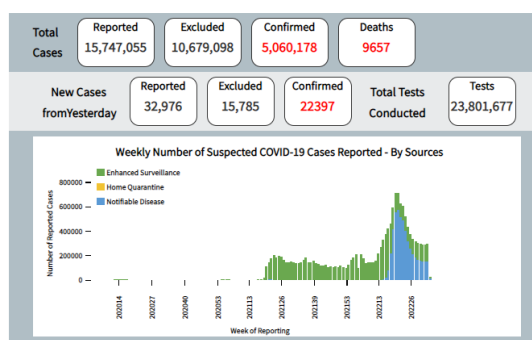 Total Cases
Reported
15,747,055
Excluded
10,679,098
Confirmed
5,060,178
Deaths
9657
New Cases
fromYesterday
Reported
32,976
Excluded
15,785
Confirmed
22397
Total Tests
Conducted
Tests
23,801,677
Weekly Number of Suspected COVID-19 Cases Reported - By Sources
Enhanced Surveillance
Home Quarantine
Notifiable Disease
Number of Reported Cases
800000
600000
400000
200000
0
202014
202027
202040
202053
202113
202126
202139
202153
202213
202226
Week of Reporting